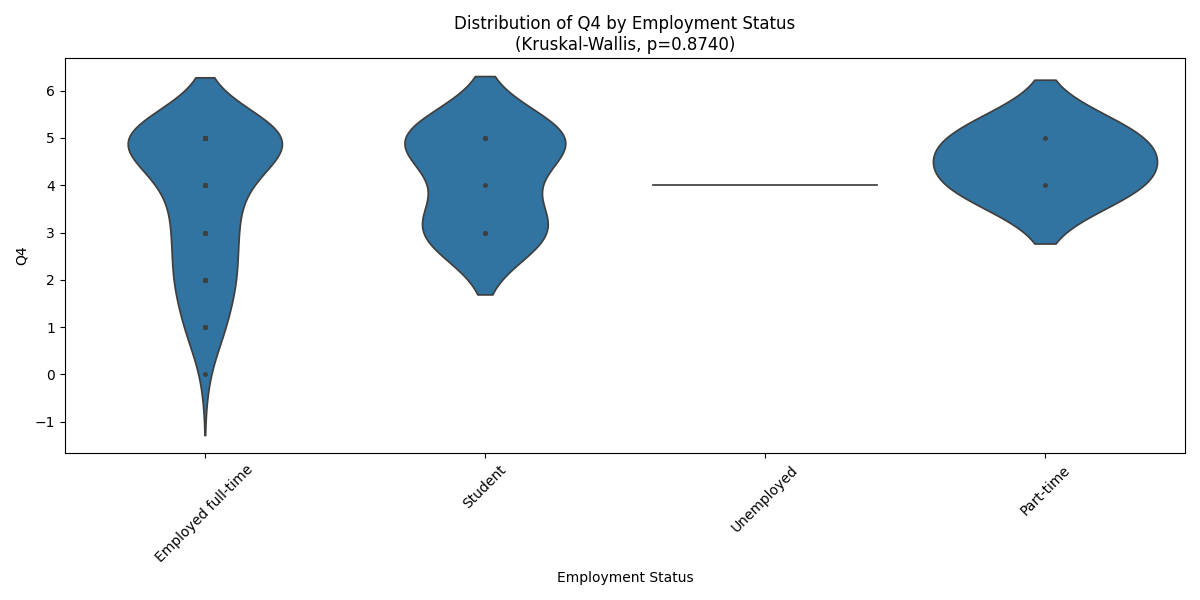 Distribution of Q4 by Employment Status
(Kruskal-Wallis, p=0.8740)
6
5
4
3
2
1
0
−1
Q4
Employed full-time
Student
Unemployed
Part-time
Employment Status